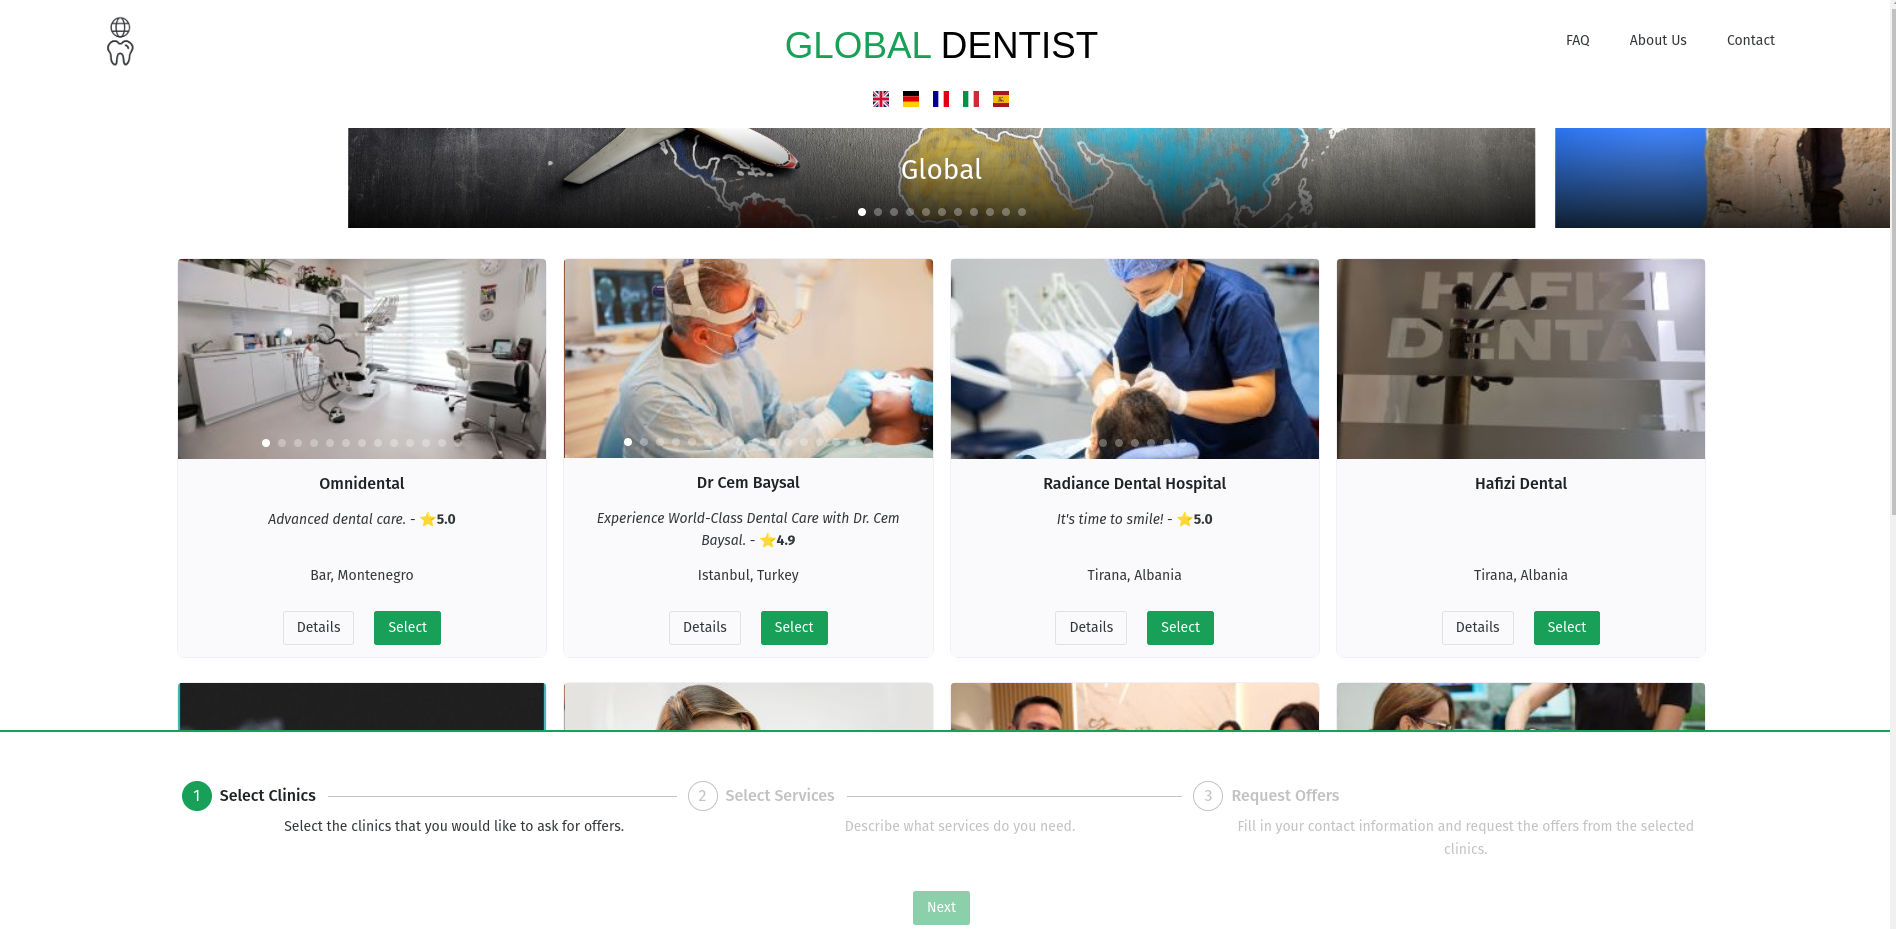 GLOBAL DENTIST
FAQ
About Us
Contact
Global
HAFIZI
DENTAL
Omnidental
Advanced dental care. - ⭐5.0
Bar, Montenegro
Details
Select
Dr Cem Baysal
Experience World-Class Dental Care with Dr. Cem
Baysal. - ⭐4.9
Istanbul, Turkey
Details
Select
Radiance Dental Hospital
It's time to smile! - ⭐5.0
Tirana, Albania
Details
Select
Hafizi Dental
Tirana, Albania
Details
Select
1 Select Clinics
Select the clinics that you would like to ask for offers.
2 Select Services
Describe what services do you need.
3 Request Offers
Fill in your contact information and request the offers from the selected
clinics.
Next